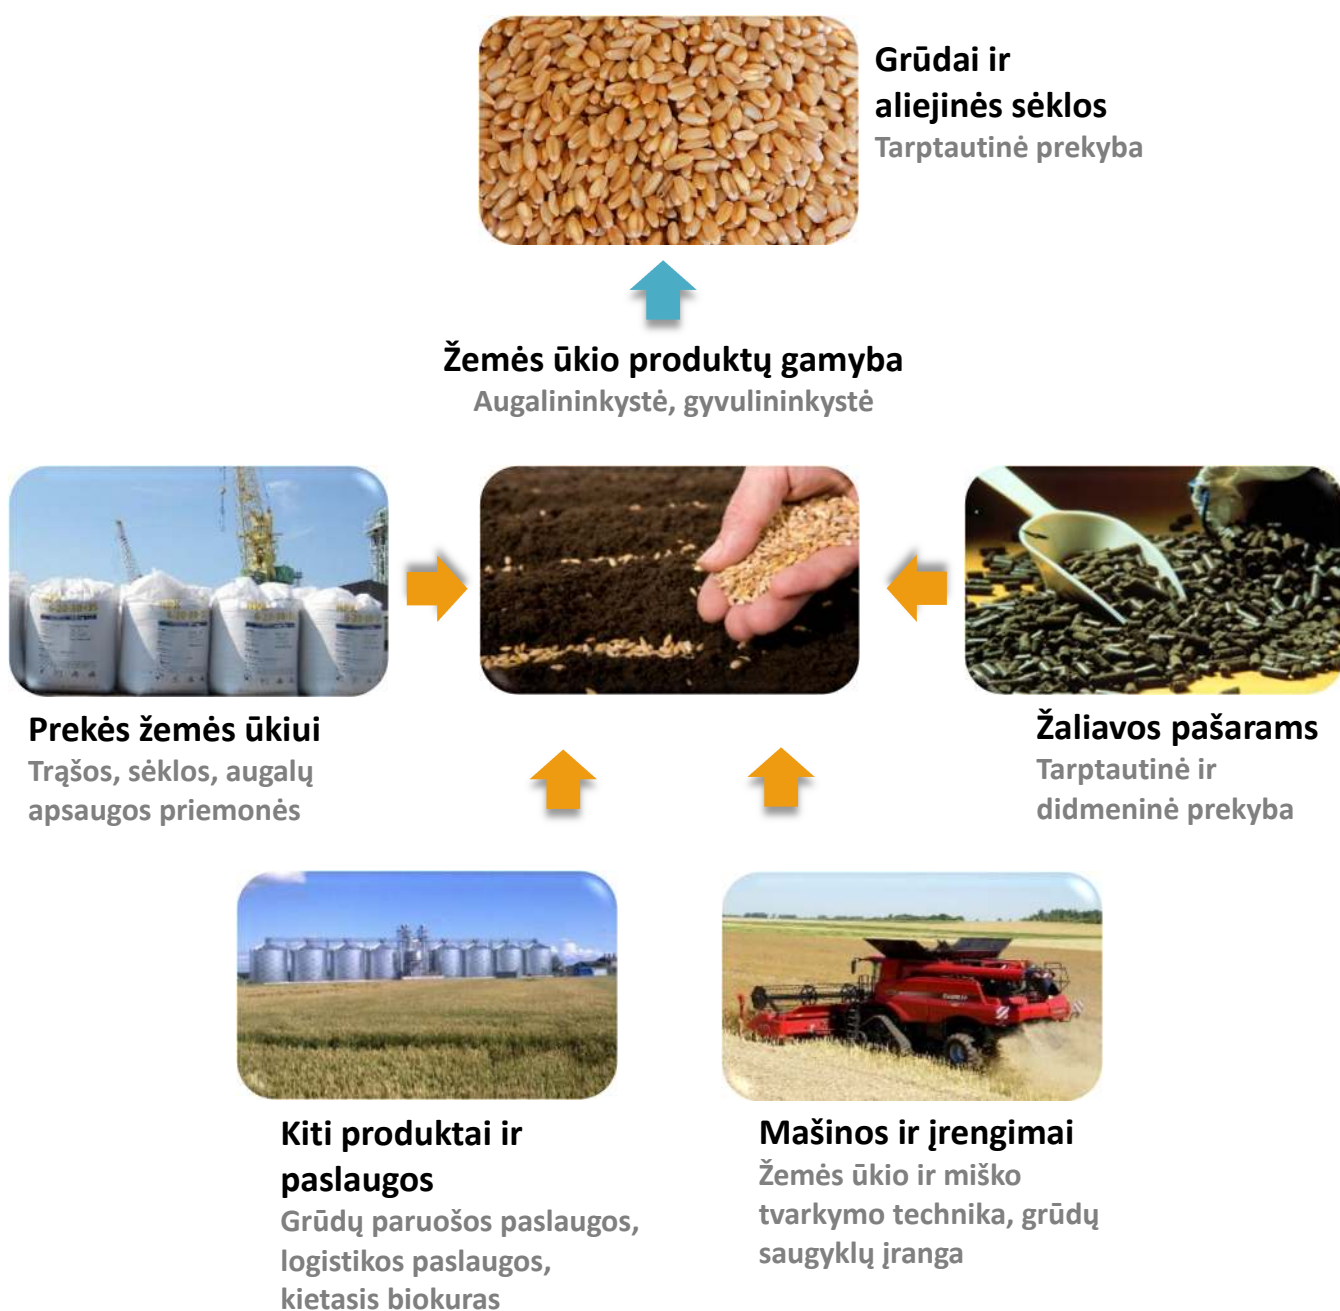 Grūdai ir
aliejinės sėklos
Tarptautinė prekyba
Žemės ūkio produktų gamyba
Augalininkystė, gyvulininkystė
Prekės žemės ūkiui
Trąšos, sėklos, augalų
apsaugos priemonės
Žaliavos pašarams
Tarptautinė ir
didmeninė prekyba
Kiti produktai ir
paslaugos
Grūdų paruošos paslaugos,
logistikos paslaugos,
kietasis biokuras
Mašinos ir įrengimai
Žemės ūkio ir miško
tvarkymo technika, grūdų
saugyklų įranga